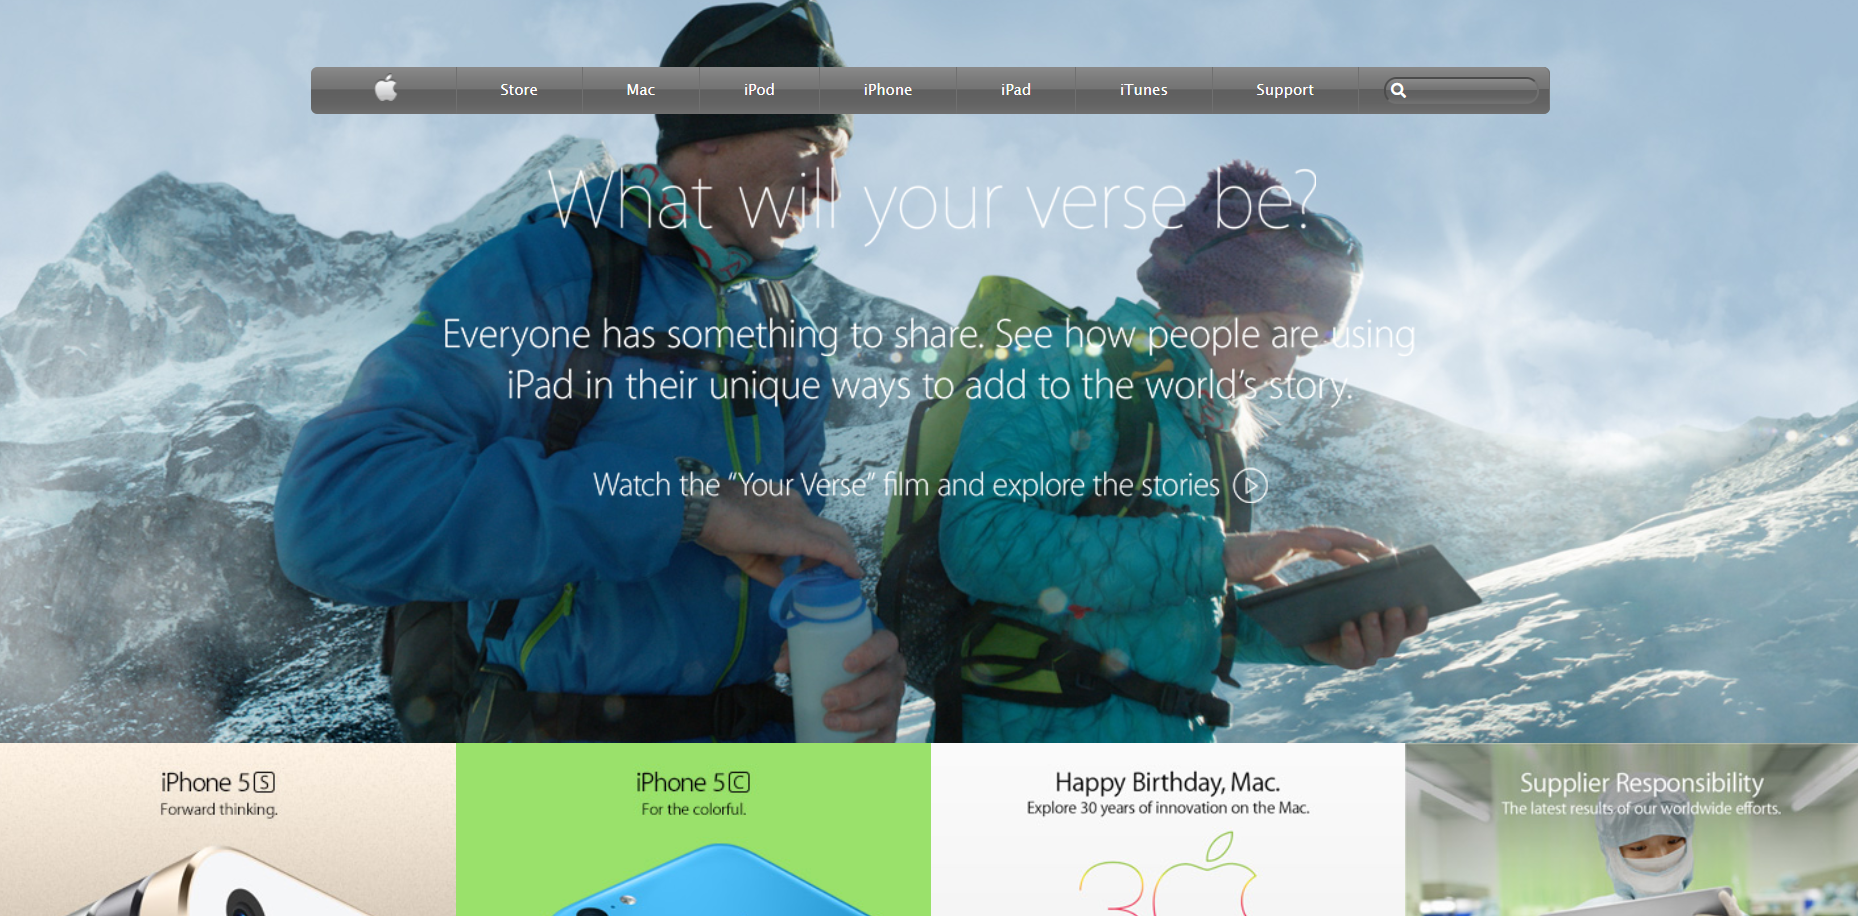 Store
Mac
iPod
iPhone
iPad
iTunes
Support
What will your verse be?
Everyone has something to share. See how people are using
iPad in their unique ways to add to the world's story.
Watch the “Your Verse” film and explore the stories
iPhone 5S
Forward thinking.
iPhone 5C
For the colorful.
Happy Birthday, Mac.
Explore 30 years of innovation on the Mac.
30
Supplier Responsibility
The latest results of our worldwide efforts.